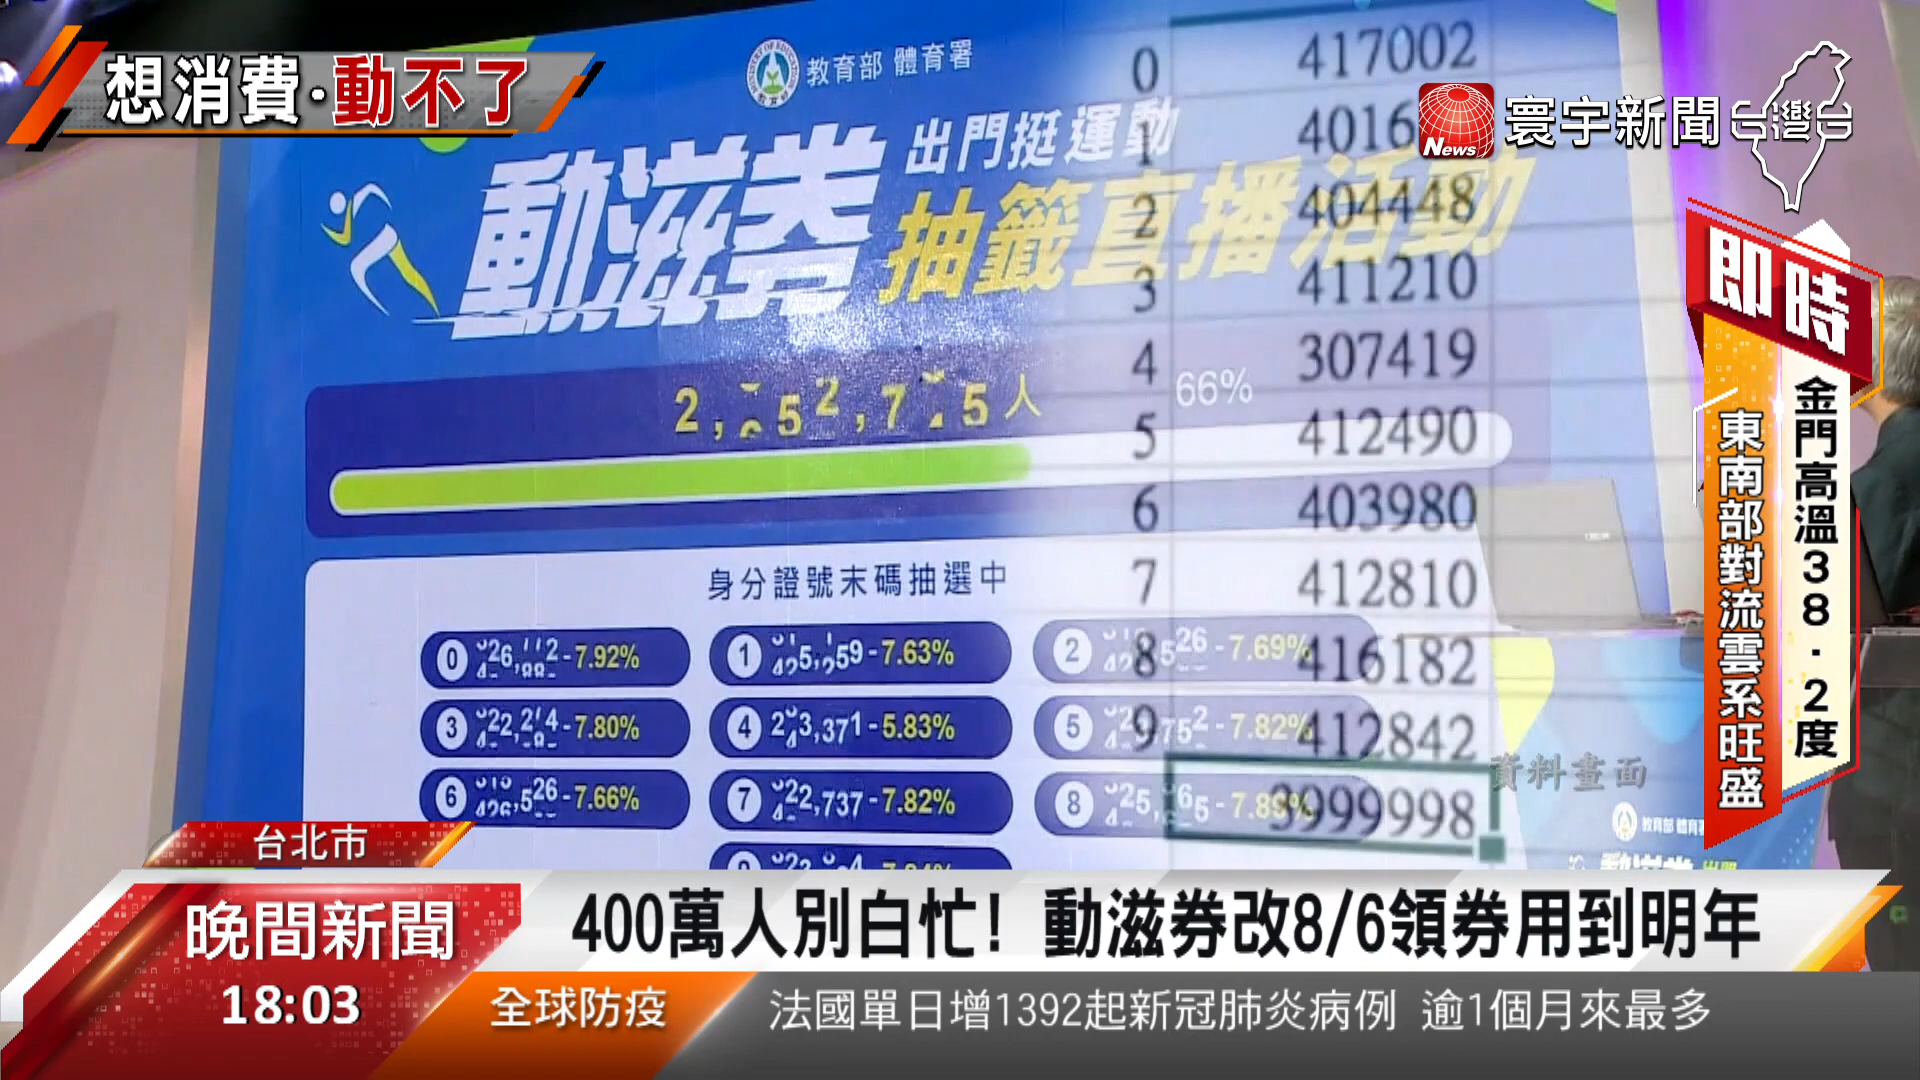 想消費·動不了
教育部 體育署
動滋券
出門挺運動
抽籤直播活動
人
66%
身分證號末碼抽選中
0
-7.92%
1
-7.63%
2
-7.69%
3
-7.80%
4
-5.83%
5
-7.82%
6
-7.66%
7
-7.82%
8
0 417002
1
2 404448
3 411210
4 307419
5 412490
6 403980
7 412810
8 416182
9 412842
3999998
News
寰宇新聞
台灣
即時
金門高溫38.2度
東南部對流雲系旺盛
資料畫面
教育部
台北市
晚間新聞
400萬人別白忙! 動滋券改8/6領券用到明年
18:03
全球防疫
法國單日增1392起新冠肺炎病例 逾1個月來最多